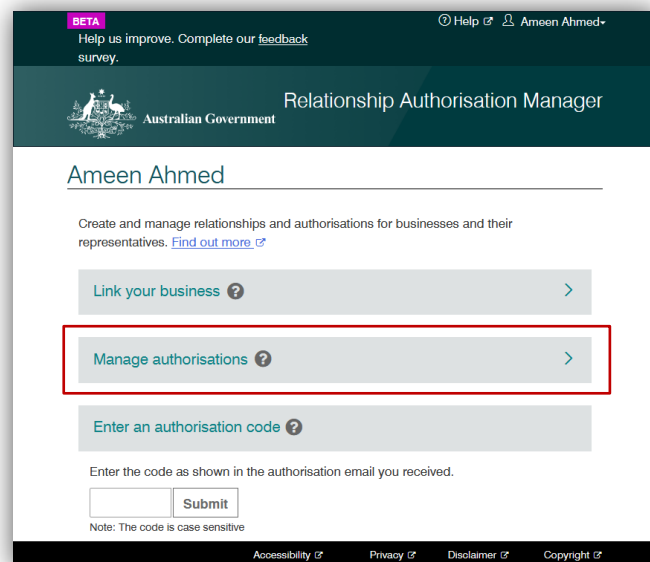 BETA
Help Ameen Ahmed
Help us improve. Complete our feedback
survey.
Australian Government
Relationship Authorisation Manager
Ameen Ahmed
Create and manage relationships and authorisations for businesses and their
representatives. Find out more
Link your business
Manage authorisations
Enter an authorisation code
Enter the code as shown in the authorisation email you received.
Submit
Note: The code is case sensitive
Accessibility Privacy Disclaimer Copyright